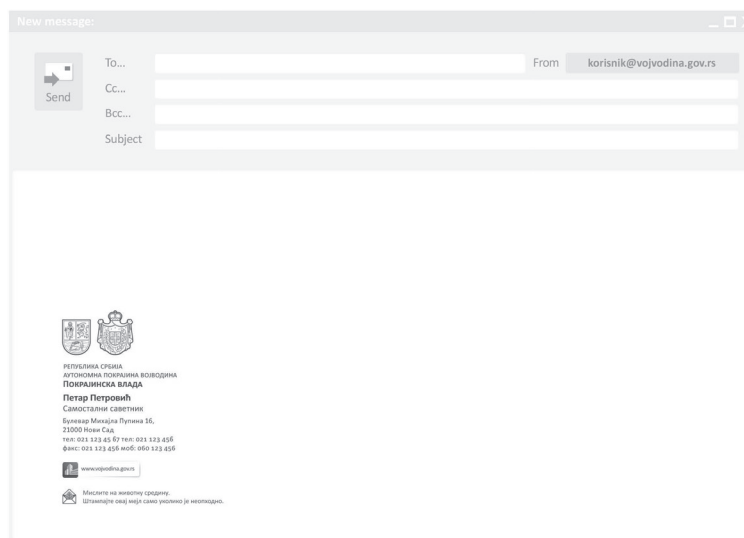 New message:
Send
To...
From
korisnik@vojvodina.gov.rs
Cc...
Bcc...
Subject
РЕПУБЛИКА СРБИЈА
АУТОНОМНА ПОКРАЈИНА ВОЈВОДИНА
ПОКРАЈИНСКА ВЛАДА
Петар Петровић
Самостални саветник
Булевар Михајла Пупина 16,
21000 Нови Сад
тел: 021 123 45 67 тел: 021 123 456
факс: 021 123 456 моб: 060 123 456
www.vojvodina.gov.rs
Мислите на животну средину.
Штампајте овај мејл само уколико је неопходно.